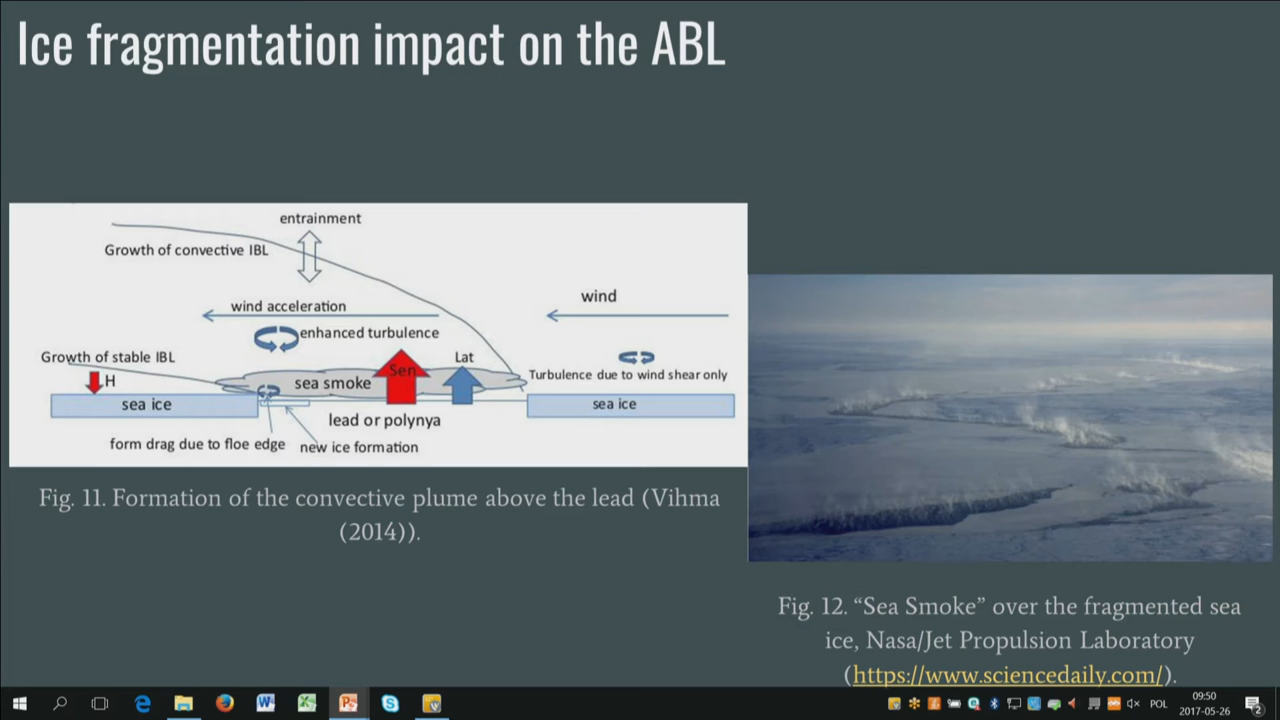 Ice fragmentation impact on the ABL
entrainment
Growth of convective IBL
wind acceleration
wind
enhanced turbulence
Growth of stable IBL
H
sea smoke
Sen
Lat
Turbulence due to wind shear only
sea ice
sea ice
lead or polynya
form drag due to floe edge
new ice formation
Fig. 11. Formation of the convective plume above the lead (Vihma
(2014)).
Fig. 12. “Sea Smoke” over the fragmented sea
ice, Nasa/Jet Propulsion Laboratory
(https://www.sciencedaily.com/).
POL
09:50
2017-05-26
2